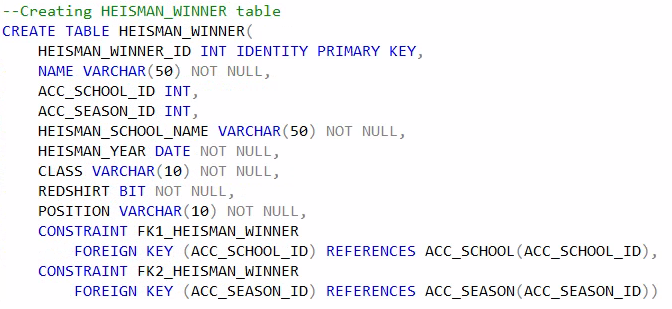 --Creating HEISMAN_WINNER table
CREATE TABLE HEISMAN_WINNER(
    HEISMAN_WINNER_ID INT IDENTITY PRIMARY KEY,
    NAME VARCHAR(50) NOT NULL,
    ACC_SCHOOL_ID INT,
    ACC_SEASON_ID INT,
    HEISMAN_SCHOOL_NAME VARCHAR(50) NOT NULL,
    HEISMAN_YEAR DATE NOT NULL,
    CLASS VARCHAR(10) NOT NULL,
    REDSHIRT BIT NOT NULL,
    POSITION VARCHAR(10) NOT NULL,
    CONSTRAINT FK1_HEISMAN_WINNER
        FOREIGN KEY (ACC_SCHOOL_ID) REFERENCES ACC_SCHOOL(ACC_SCHOOL_ID),
    CONSTRAINT FK2_HEISMAN_WINNER
        FOREIGN KEY (ACC_SEASON_ID) REFERENCES ACC_SEASON(ACC_SEASON_ID))